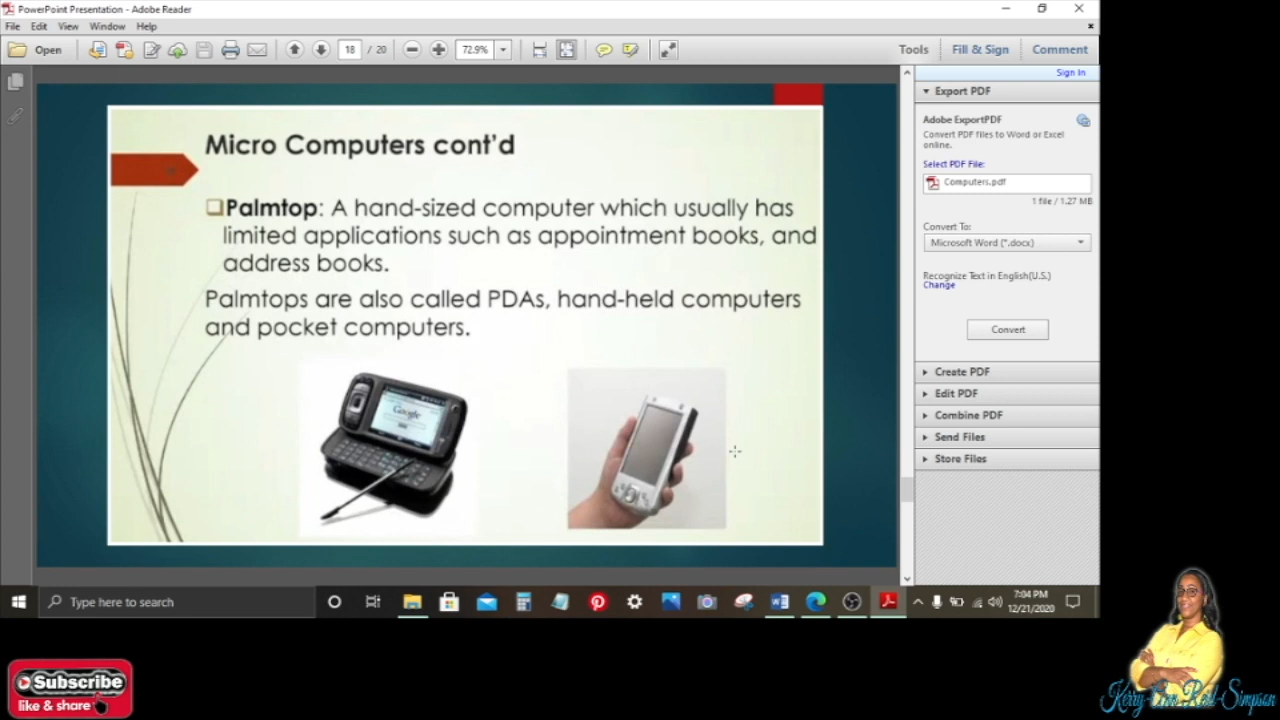 PowerPoint Presentation - Adobe Reader
File Edit View Window Help
Open 18 / 20 72.9% Tools Fill & Sign Comment
Sign In
Export PDF
Adobe ExportPDF
Convert PDF files to Word or Excel
online.
Select PDF File:
Computers.pdf
1 file / 1.27 MB
Convert To:
Microsoft Word (*.docx)
Recognize Text in English(U.S.)
Change
Convert
Create PDF
Edit PDF
Combine PDF
Send Files
Store Files
Micro Computers cont'd
Palmtop: A hand-sized computer which usually has
limited applications such as appointment books, and
address books.
Palmtops are also called PDAs, hand-held computers
and pocket computers.
Google
Type here to search
7:04 PM
12/21/2020
Subscribe
like & share
Kerry-Ann Reid-Simpson